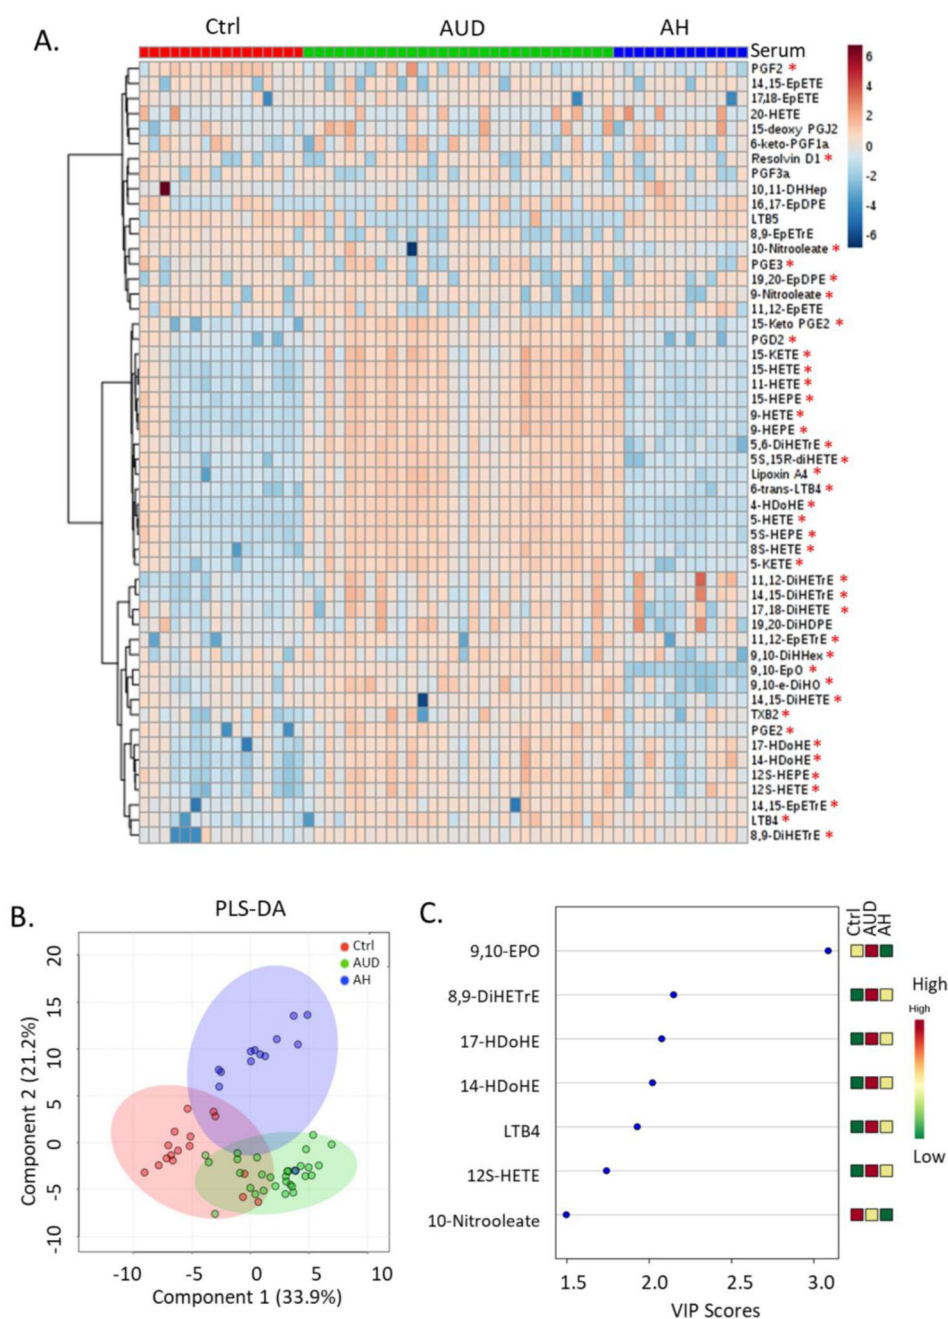 A.
Ctrl AUD AH
Serum
PGF2 *
14,15-EpETE
17,18-EpETE
20-HETE
15-deoxy PGJ2
6-keto-PGF1a
Resolvin D1 *
PGF3a
10,11-DHHep
16,17-EpDPE
LTB5
8,9-EpETrE
10-Nitrooleate *
PGE3 *
19,20-EpDPE *
9-Nitrooleate *
11,12-EpETE
15-Keto PGE2 *
PGD2 *
15-KETE *
15-HETE *
11-HETE *
15-HEPE *
9-HETE *
9-HEPE *
5,6-DiHETrE *
5S,15R-diHETE *
Lipoxin A4 *
6-trans-LTB4 *
4-HDoHE *
5-HETE *
5S-HEPE *
8S-HETE *
5-KETE *
11,12-DiHETrE *
14,15-DiHETrE *
17,18-DiHETE *
19,20-DiHDPE
11,12-EpETrE *
9,10-DiHHex *
9,10-EpO *
9,10-e-DiHO *
14,15-DiHETE *
TXB2 *
PGE2 *
17-HDoHE *
14-HDoHE *
12S-HEPE *
12S-HETE *
14,15-EpETrE *
LTB4 *
8,9-DiHETrE *
6
4
2
0
-2
-4
-6
B.
PLS-DA
Ctrl
AUD
AH
Component 2 (21.2%)
20
15
10
5
0
-5
-10
-10 -5 0 5 10
Component 1 (33.9%)
C.
Ctrl AUD AH
9,10-EPO
8,9-DiHETrE
17-HDoHE
14-HDoHE
LTB4
12S-HETE
10-Nitrooleate
1.5 2.0 2.5 3.0
VIP Scores
High
High
Low